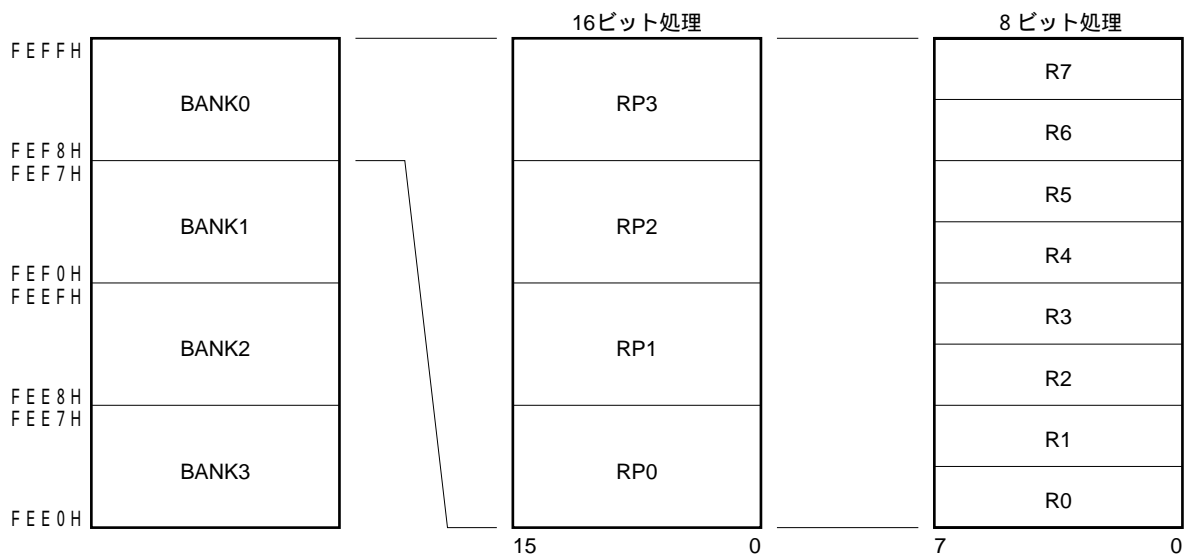 16ビット処理
8 ビット処理
FEFFH
BANK0
RP3
R7
R6
FEF8H
FEF7H
BANK1
RP2
R5
R4
FEF0H
FEEFH
BANK2
RP1
R3
R2
FEE8H
FEE7H
BANK3
RP0
R1
R0
FEE0H
15 0
7 0